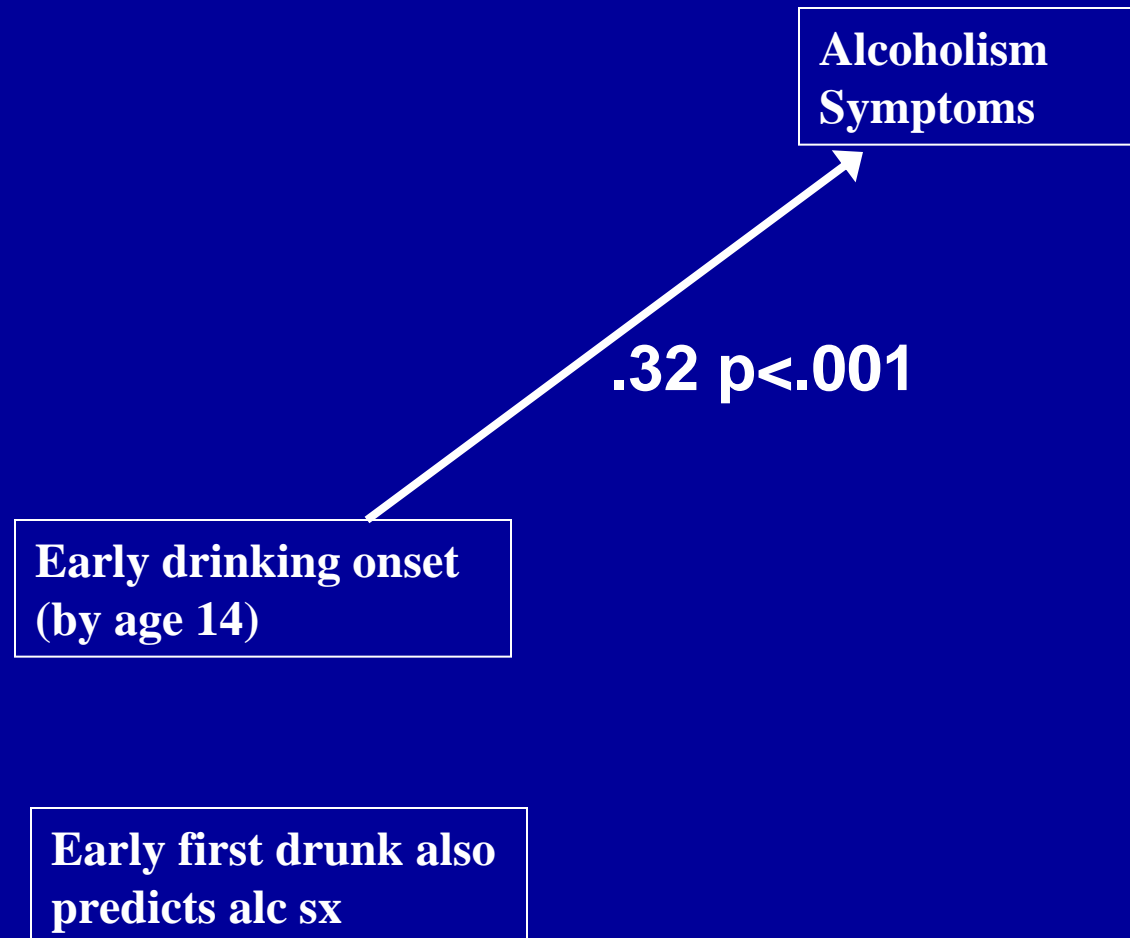 Alcoholism
Symptoms
.32 p<.001
Early drinking onset
(by age 14)
Early first drunk also
predicts alc sx